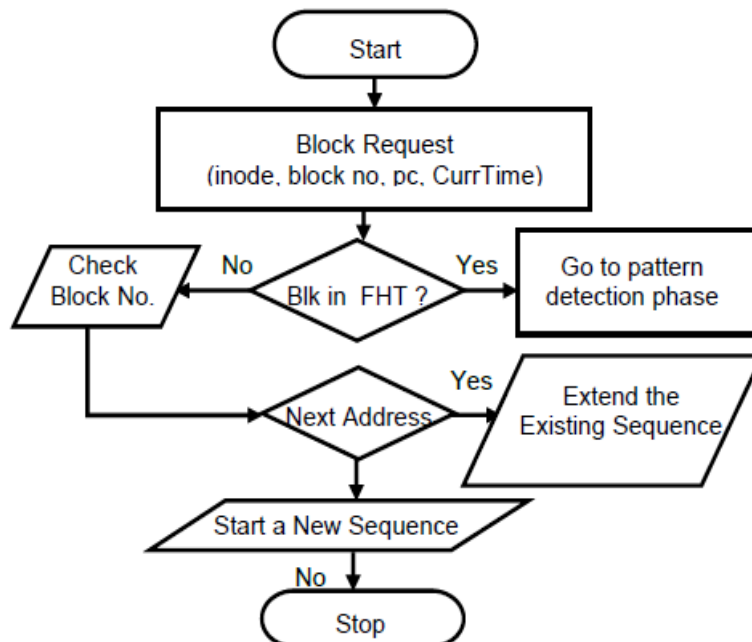 Start
Block Request
(inode, block no, pc, CurrTime)
Check
Block No.
No
Blk in FHT ?
Yes
Go to pattern
detection phase
Next Address
Yes
Extend the
Existing Sequence
Start a New Sequence
No
Stop